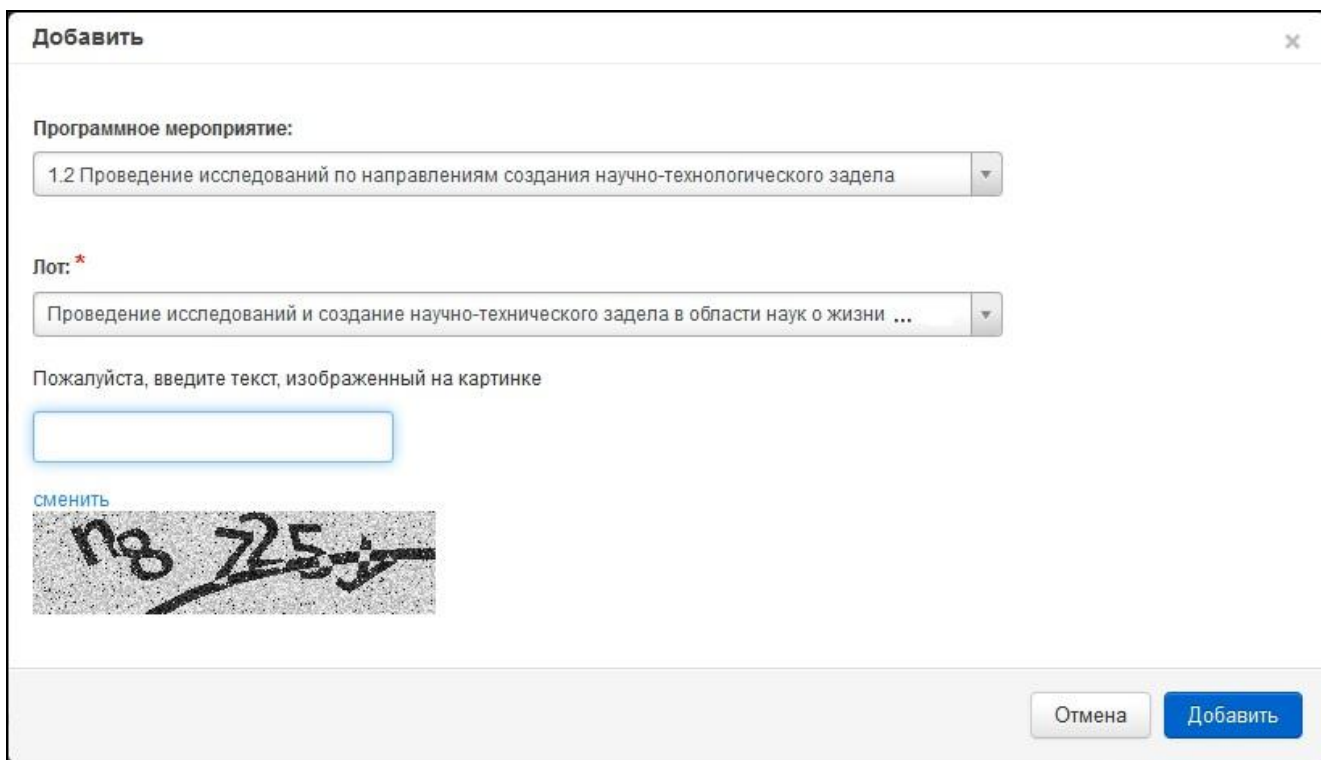 Добавить
×
Программное мероприятие:
1.2 Проведение исследований по направлениям создания научно-технологического задела
Лот: *
Проведение исследований и создание научно-технического задела в области наук о жизни ...
Пожалуйста, введите текст, изображенный на картинке
сменить
Отмена Добавить